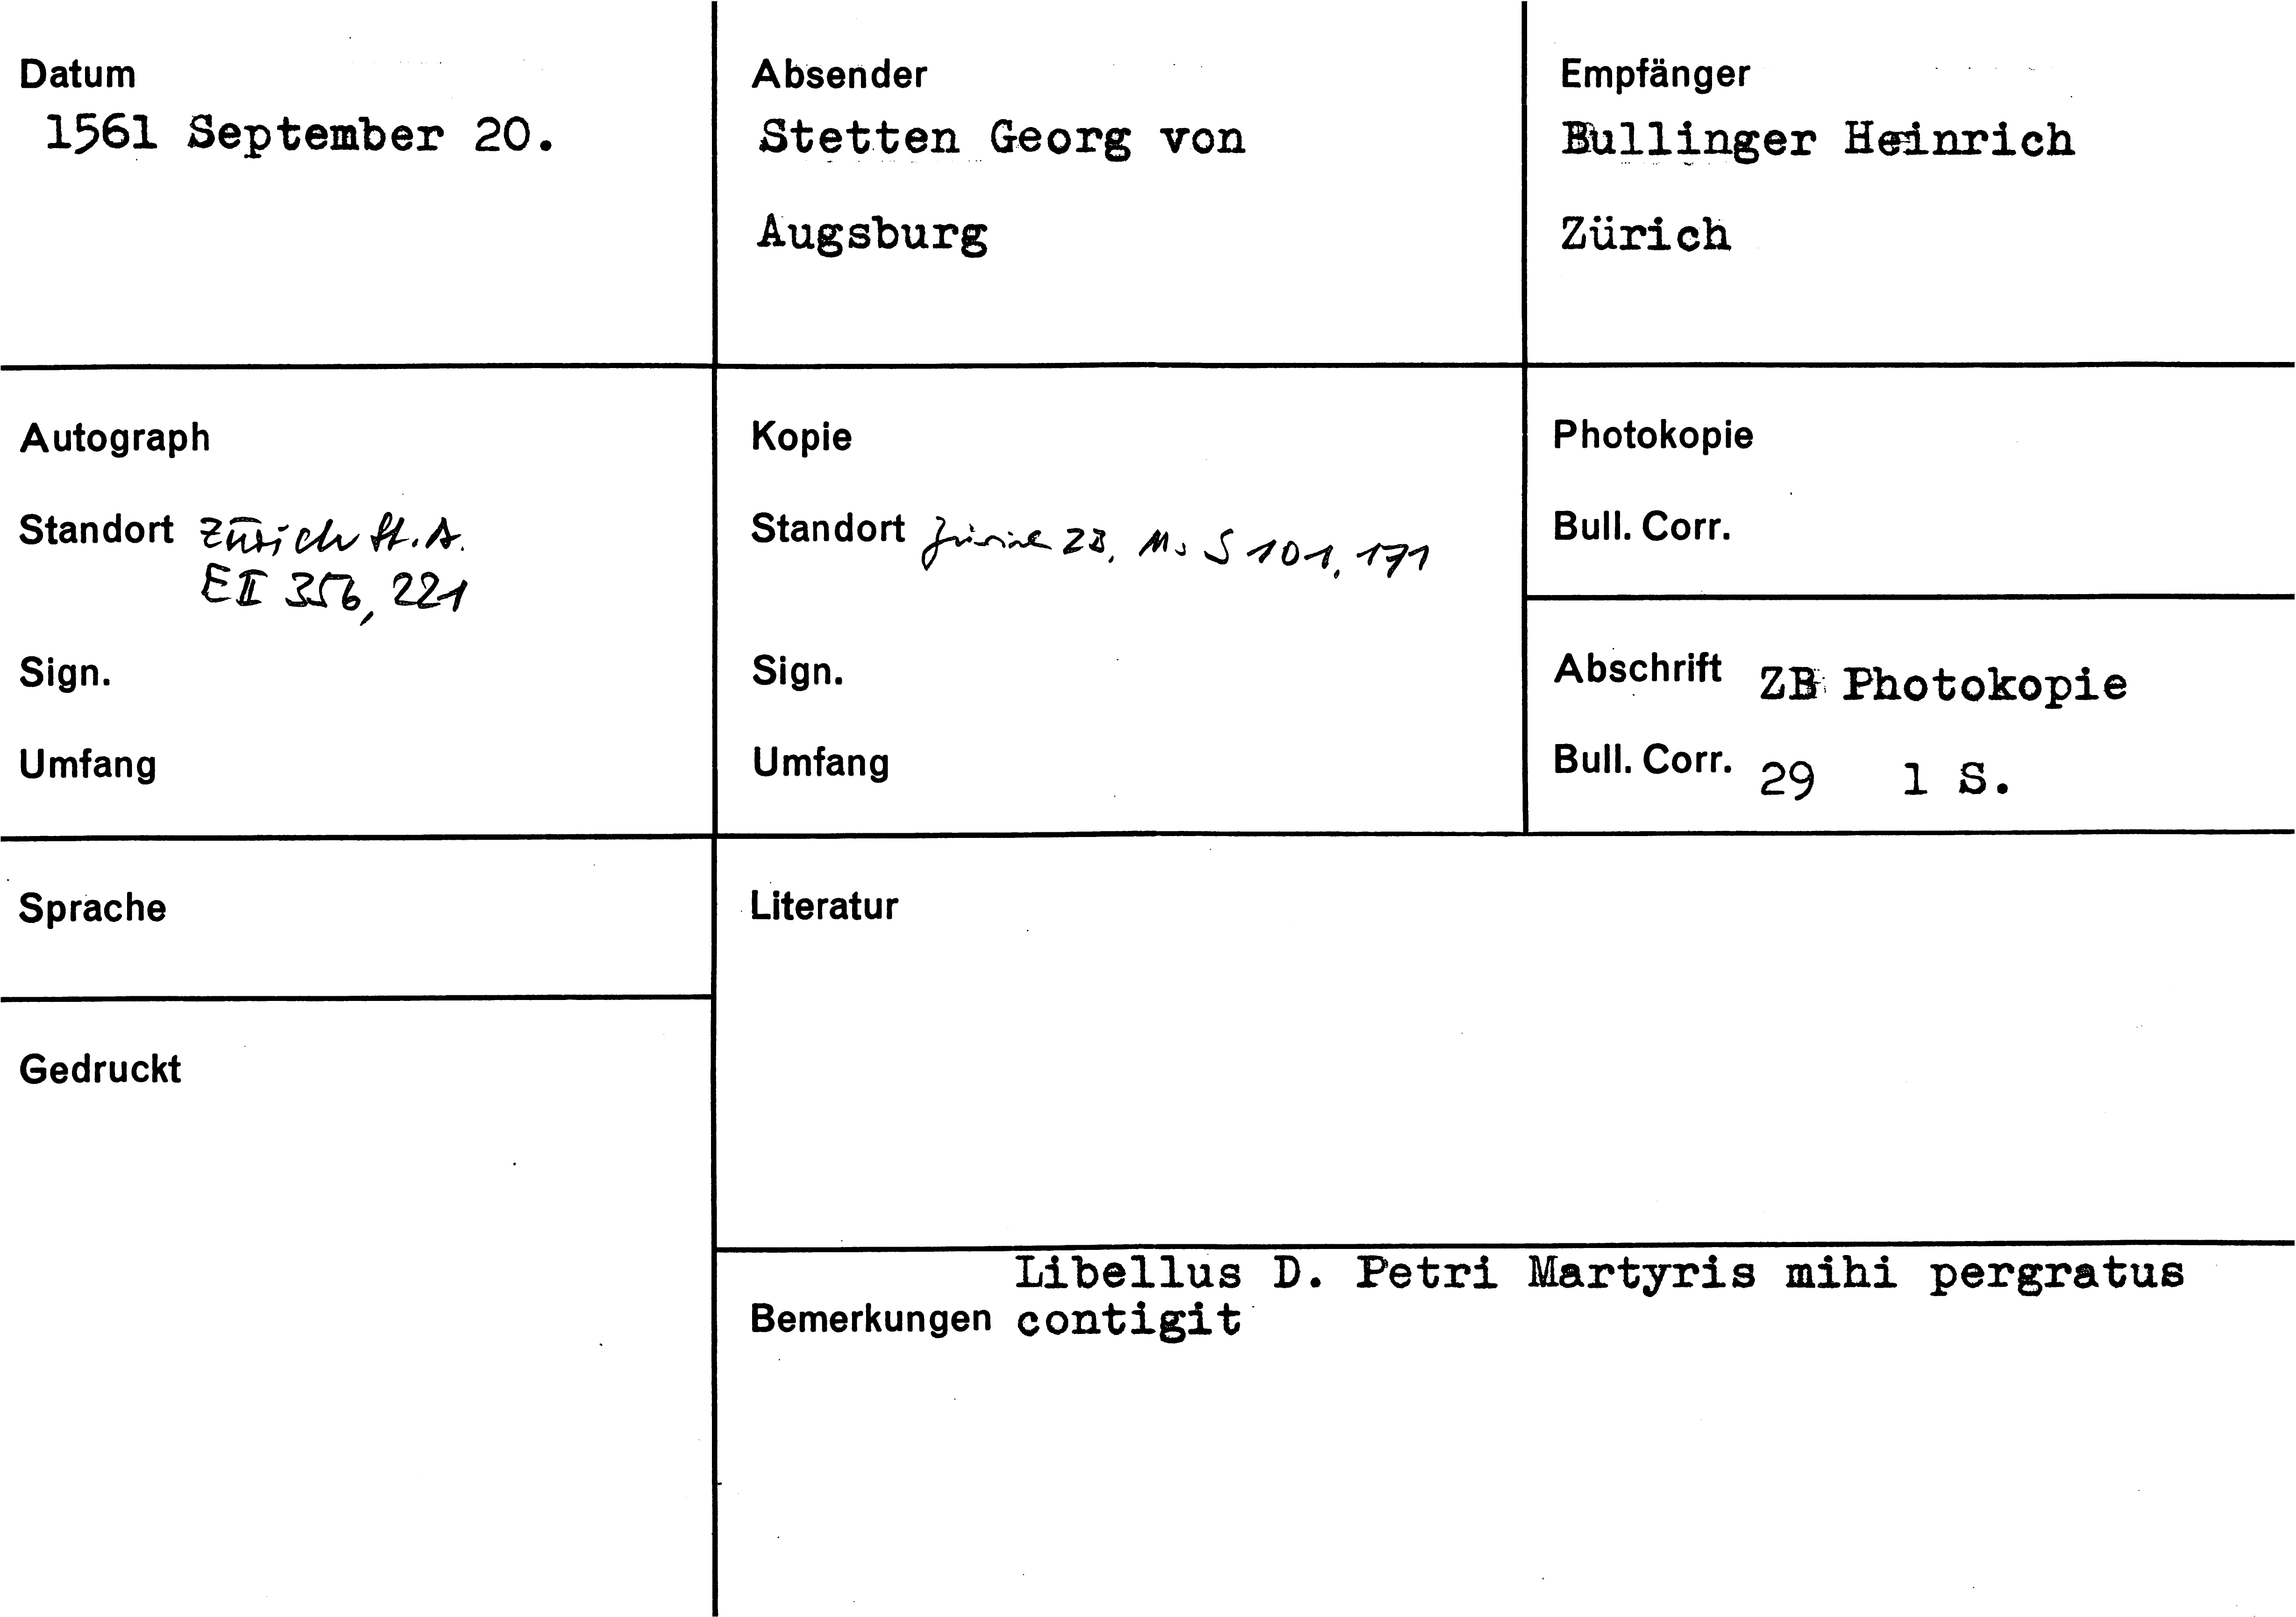 Datum
1561 September 20.
Absender
Stetten Georg von
Augsburg
Empfänger
Bullinger Heinrich
Zürich
Autograph
Standort Zürich St.A.
E II 356, 221
Sign.
Umfang
Kopie
Standort Zürich ZB, Ms S 101, 171
Sign.
Umfang
Photokopie
Bull. Corr.
Abschrift ZB Photokopie
Bull. Corr. 29 1 S.
Sprache
Literatur
Gedruckt
Libellus D. Petri Martyris mihi pergratus
Bemerkungen contigit